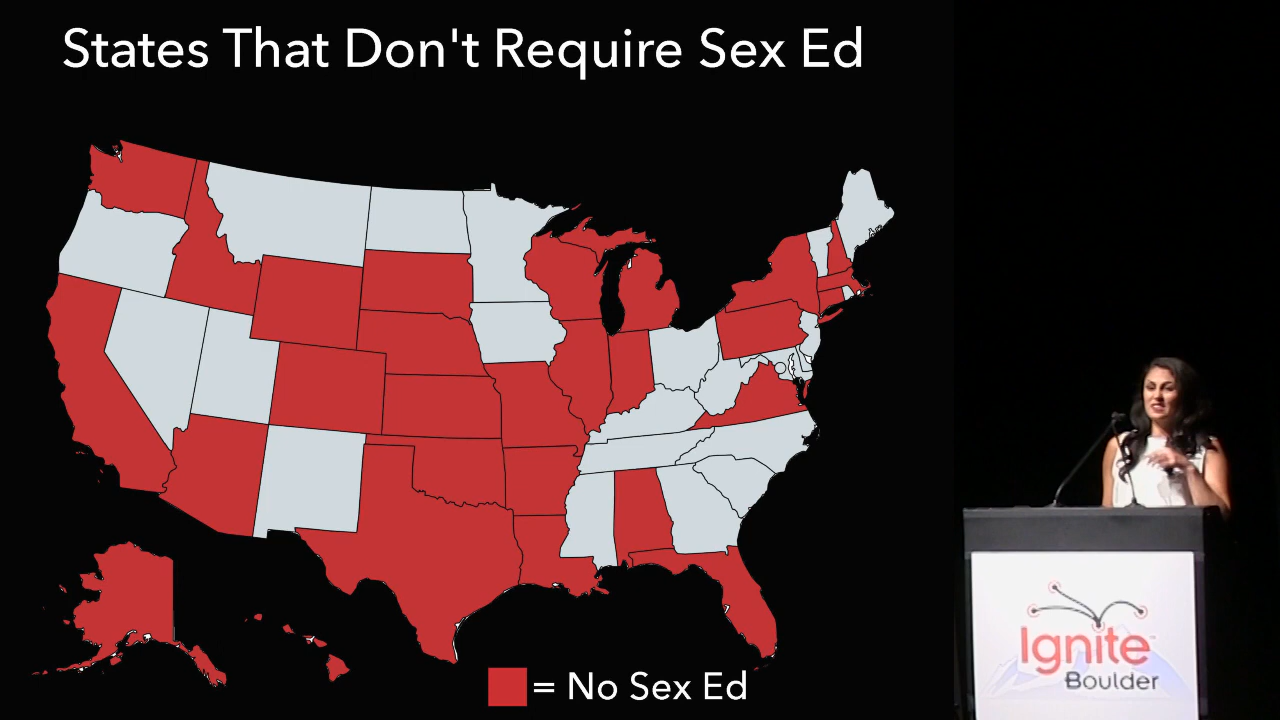 States That Don't Require Sex Ed
= No Sex Ed
Ignite
Boulder